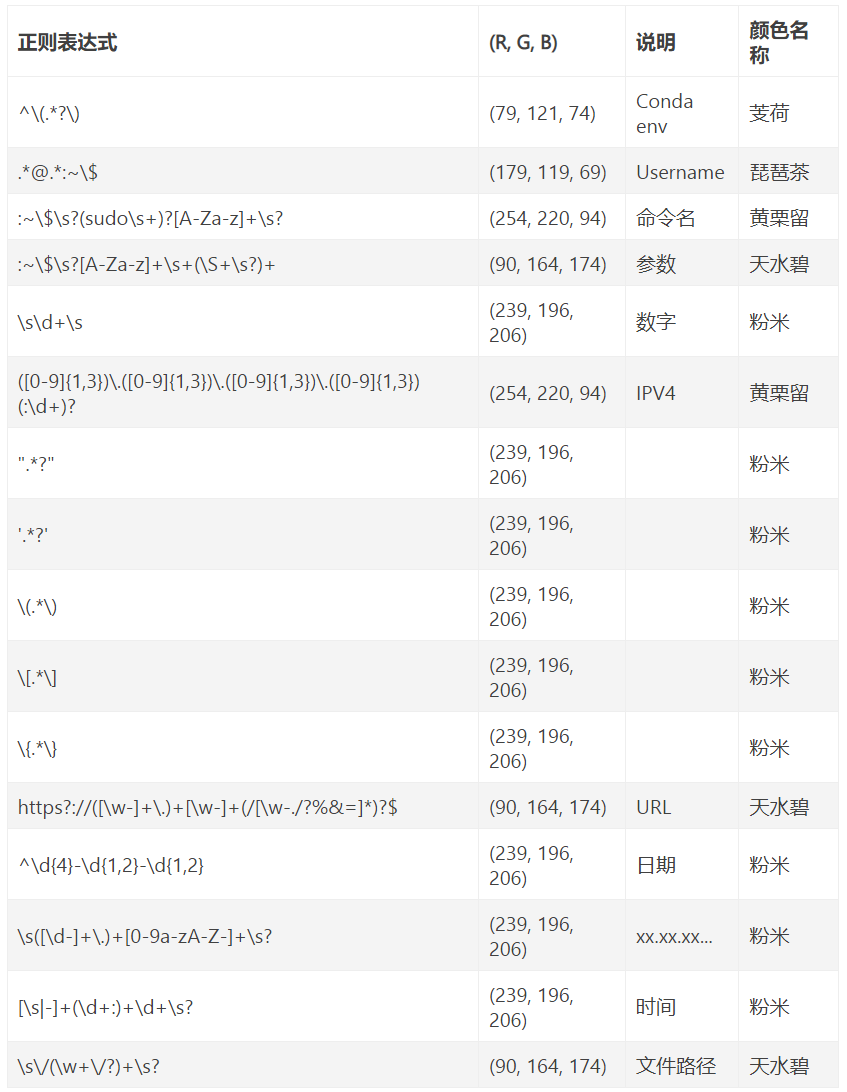 正则表达式 (R, G, B) 说明 颜色名称
^\(.*?\) (79, 121, 74) Conda env 芰荷
.*@.*:~\$ (179, 119, 69) Username 琵琶茶
:~\$\s?(sudo\s+)?[A-Za-z]+\s? (254, 220, 94) 命令名 黄栗留
:~\$\s?[A-Za-z]+\s+(\S+\s?)+ (90, 164, 174) 参数 天水碧
\s\d+\s (239, 196, 206) 数字 粉米
([0-9]{1,3})\.([0-9]{1,3})\.([0-9]{1,3})\.([0-9]{1,3})(:\d+)? (254, 220, 94) IPV4 黄栗留
".*?" (239, 196, 206) 粉米
'.*?' (239, 196, 206) 粉米
\(.*\) (239, 196, 206) 粉米
\[.*\] (239, 196, 206) 粉米
\{.*\} (239, 196, 206) 粉米
https?://([\w-]+\.)+[\w-]+(/[\w-./?%&=]*)?$ (90, 164, 174) URL 天水碧
^\d{4}-\d{1,2}-\d{1,2} (239, 196, 206) 日期 粉米
\s([\d-]+\.)+[0-9a-zA-Z-]+\s? (239, 196, 206) xx.xx.xx... 粉米
[\s|-]+(\d+:)+\d+\s? (239, 196, 206) 时间 粉米
\s\/(\w+\/?)+\s? (90, 164, 174) 文件路径 天水碧